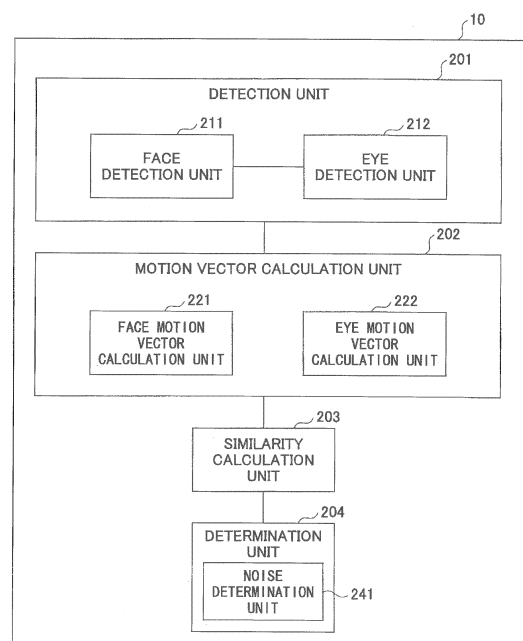 10
201
DETECTION UNIT
211
212
FACE
DETECTION UNIT
EYE
DETECTION UNIT
202
MOTION VECTOR CALCULATION UNIT
221
222
FACE MOTION
VECTOR
CALCULATION UNIT
EYE MOTION
VECTOR
CALCULATION UNIT
203
SIMILARITY
CALCULATION
UNIT
204
DETERMINATION
UNIT
NOISE
DETERMINATION
UNIT
241